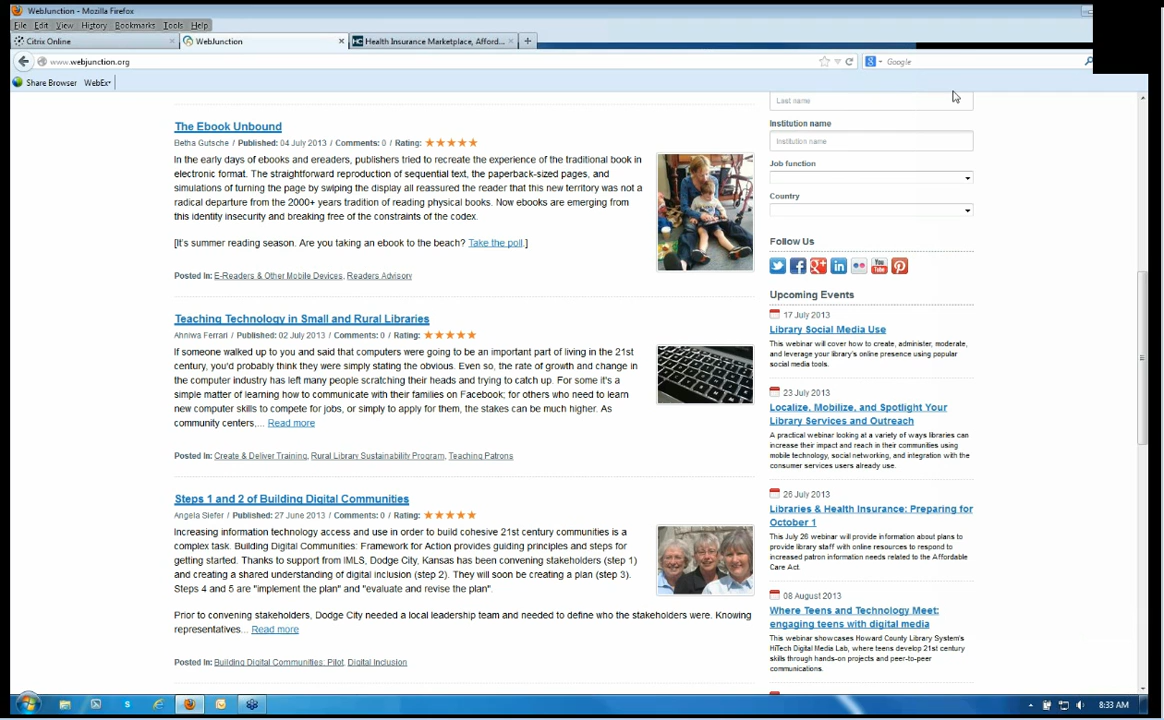 WebJunction - Mozilla Firefox
File Edit View History Bookmarks Tools Help
Citrix Online × WebJunction × Health Insurance Marketplace, Afford... × +
www.webjunction.org Google
Share Browser WebEx
Last name
The Ebook Unbound
Betha Gutsche / Published: 04 July 2013 / Comments: 0 / Rating:
In the early days of ebooks and ereaders, publishers tried to recreate the experience of the traditional book in
electronic format. The straightforward reproduction of sequential text, the paperback-sized pages, and
simulations of turning the page by swiping the display all reassured the reader that this new territory was not a
radical departure from the 2000+ years tradition of reading physical books. Now ebooks are emerging from
this identity insecurity and breaking free of the constraints of the codex.
[It's summer reading season. Are you taking an ebook to the beach? Take the poll.]
Posted In: E-Readers & Other Mobile Devices, Readers Advisory
Teaching Technology in Small and Rural Libraries
Ahniwa Ferrari / Published: 02 July 2013 / Comments: 0 / Rating:
If someone walked up to you and said that computers were going to be an important part of living in the 21st
century, you'd probably think they were simply stating the obvious. Even so, the rate of growth and change in
the computer industry has left many people scratching their heads and trying to catch up. For some it's a
simple matter of learning how to communicate with their families on Facebook; for others who need to learn
new computer skills to compete for jobs, or simply to apply for them, the stakes can be much higher. As
community centers,... Read more
Posted In: Create & Deliver Training, Rural Library Sustainability Program, Teaching Patrons
Steps 1 and 2 of Building Digital Communities
Angela Siefer / Published: 27 June 2013 / Comments: 0 / Rating:
Increasing information technology access and use in order to build cohesive 21st century communities is a
complex task. Building Digital Communities: Framework for Action provides guiding principles and steps for
getting started. Thanks to support from IMLS, Dodge City, Kansas has been convening stakeholders (step 1)
and creating a shared understanding of digital inclusion (step 2). They will soon be creating a plan (step 3).
Steps 4 and 5 are "implement the plan" and "evaluate and revise the plan".
Prior to convening stakeholders, Dodge City needed a local leadership team and needed to define who the stakeholders were. Knowing
representatives... Read more
Posted In: Building Digital Communities: Pilot, Digital Inclusion
Institution name
Institution name
Job function
Country
Follow Us
You Tube
Upcoming Events
17 July 2013
Library Social Media Use
This webinar will cover how to create, administer, moderate,
and leverage your library's online presence using popular
social media tools.
23 July 2013
Localize, Mobilize, and Spotlight Your
Library Services and Outreach
A practical webinar looking at a variety of ways libraries can
increase their impact and reach in their communities using
mobile technology, social networking, and integration with the
consumer services users already use.
26 July 2013
Libraries & Health Insurance: Preparing for
October 1
This July 26 webinar will provide information about plans to
provide library staff with online resources to respond to
increased patron information needs related to the Affordable
Care Act.
08 August 2013
Where Teens and Technology Meet:
engaging teens with digital media
This webinar showcases Howard County Library System's
HiTech Digital Media Lab, where teens develop 21st century
skills through hands-on projects and peer-to-peer
communications.
8:33 AM